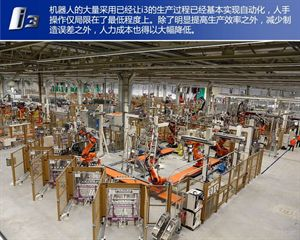 i3
机器人的大量采用已经让i3的生产过程已经基本实现自动化，人手
操作仅局限在了最低程度上。除了明显提高生产效率之外，减少制
造误差之外，人力成本也得以大幅降低。